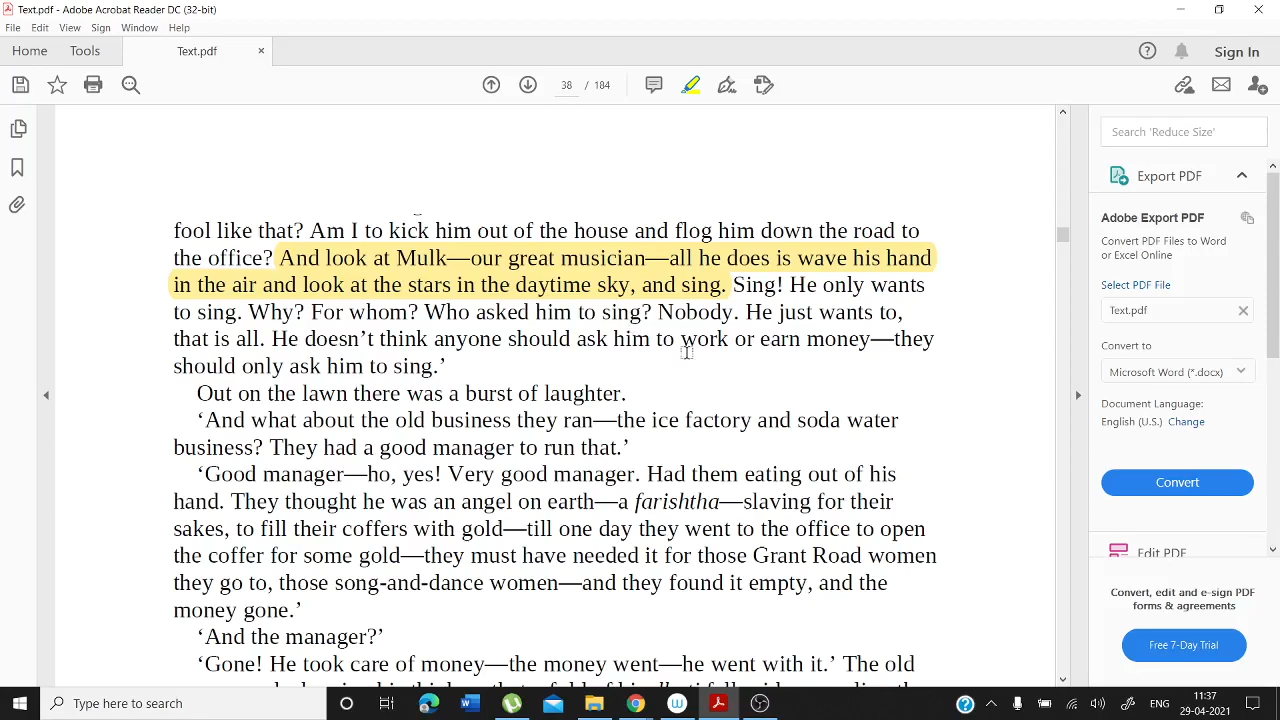 Text.pdf - Adobe Acrobat Reader DC (32-bit)
File Edit View Sign Window Help
Home Tools Text.pdf × Sign In
38 / 184
Search 'Reduce Size'
Export PDF
Adobe Export PDF
Convert PDF Files to Word
or Excel Online
Select PDF File
Text.pdf
Convert to
Microsoft Word (*.docx)
Document Language:
English (U.S.) Change
Convert
Edit PDF
Convert, edit and e-sign PDF
forms & agreements
Free 7-Day Trial
fool like that? Am I to kick him out of the house and flog him down the road to
the office? And look at Mulk—our great musician—all he does is wave his hand
in the air and look at the stars in the daytime sky, and sing. Sing! He only wants
to sing. Why? For whom? Who asked him to sing? Nobody. He just wants to,
that is all. He doesn’t think anyone should ask him to work or earn money—they
should only ask him to sing.’
Out on the lawn there was a burst of laughter.
‘And what about the old business they ran—the ice factory and soda water
business? They had a good manager to run that.’
‘Good manager—ho, yes! Very good manager. Had them eating out of his
hand. They thought he was an angel on earth—a farishtha—slaving for their
sakes, to fill their coffers with gold—till one day they went to the office to open
the coffer for some gold—they must have needed it for those Grant Road women
they go to, those song-and-dance women—and they found it empty, and the
money gone.’
‘And the manager?’
‘Gone! He took care of money—the money went—he went with it.’ The old
Type here to search
ENG
11:37
29-04-2021